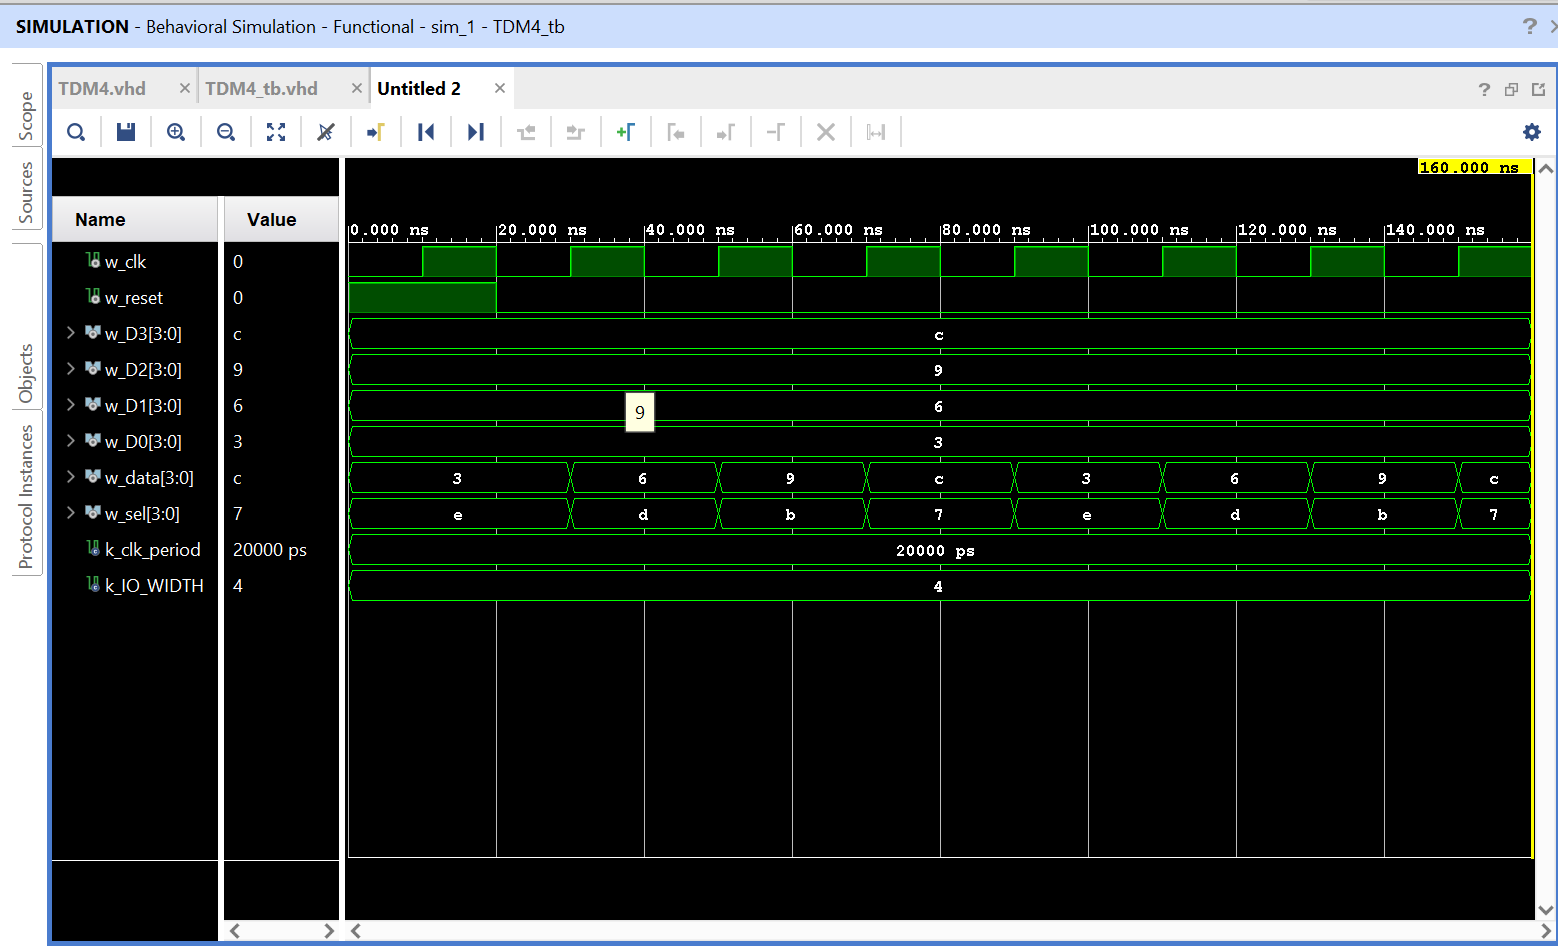 SIMULATION - Behavioral Simulation - Functional - sim_1 - TDM4_tb
Scope
Sources
Objects
Protocol Instances
TDM4.vhd
TDM4_tb.vhd
Untitled 2
160.000 ns
Name Value
0.000 ns 20.000 ns 40.000 ns 60.000 ns 80.000 ns 100.000 ns 120.000 ns 140.000 ns
w_clk 0
w_reset 0
w_D3[3:0] c c
w_D2[3:0] 9 9
w_D1[3:0] 6 6
9
w_D0[3:0] 3 3
w_data[3:0] c 3 6 9 c 3 6 9 c
w_sel[3:0] 7 e d b 7 e d b 7
k_clk_period 20000 ps 20000 ps
k_IO_WIDTH 4 4